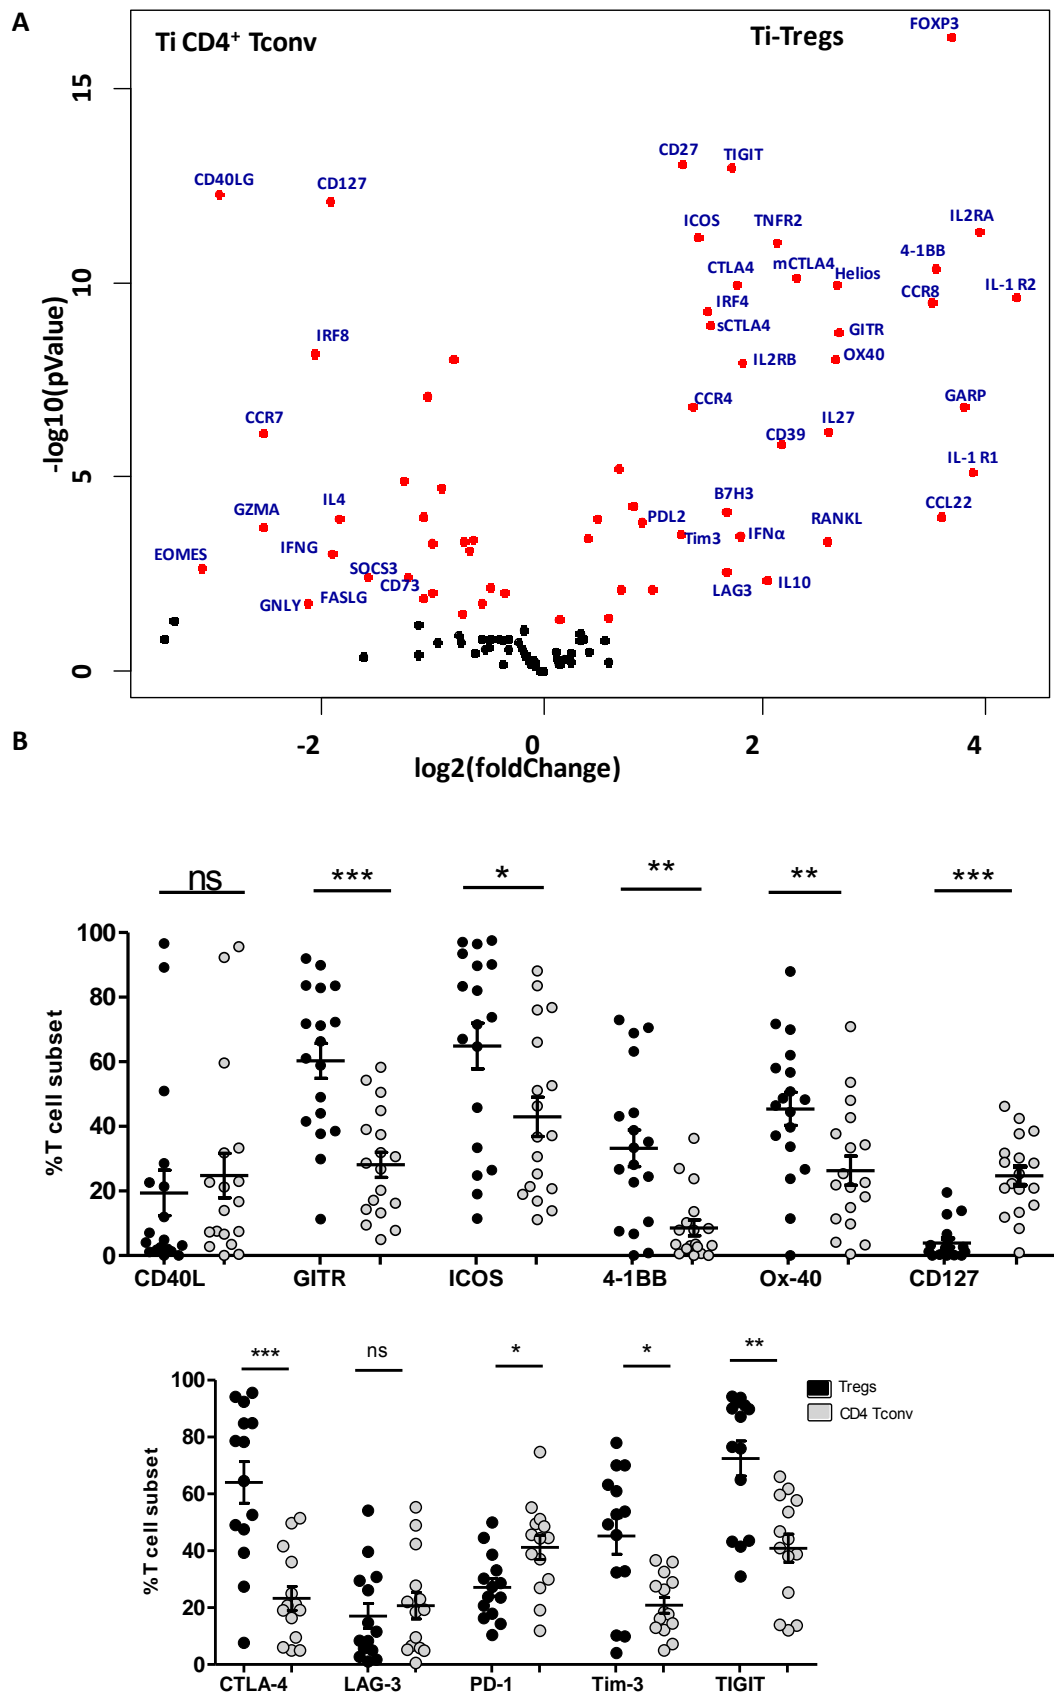 A
Ti CD4+ Tconv
Ti-Tregs
FOXP3
15
CD27
TIGIT
CD40LG
CD127
ICOS
TNFR2
IL2RA
4-1BB
CTLA4
mCTLA4
Helios
10
CCR8
IL-1 R2
IRF4
sCTLA4
GITR
IRF8
IL2RB
OX40
-log10(pValue)
CCR4
GARP
CCR7
IL27
CD39
IL-1 R1
5
B7H3
CCL22
IL4
GZMA
PDL2
RANKL
Tim3
IFNα
IFNG
EOMES
SOCS3
CD73
LAG3
IL10
GNLY
FASLG
0
-2
0
2
4
log2(foldChange)
B
ns
***
*
**
**
***
100
80
60
40
20
0
% T cell subset
CD40L
GITR
ICOS
4-1BB
Ox-40
CD127
***
ns
*
*
**
100
80
60
40
20
0
% T cell subset
Tregs
CD4 Tconv
CTLA-4
LAG-3
PD-1
Tim-3
TIGIT